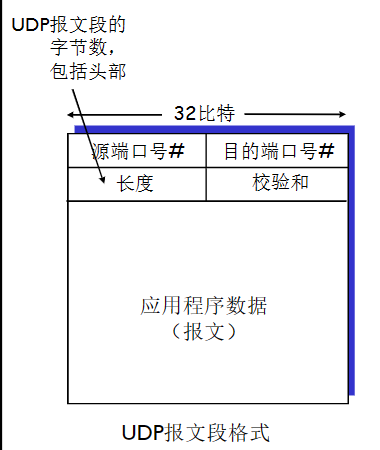 UDP报文段的
字节数，
包括头部
32比特
源端口号# 目的端口号#
长度 校验和
应用程序数据
（报文）
UDP报文段格式